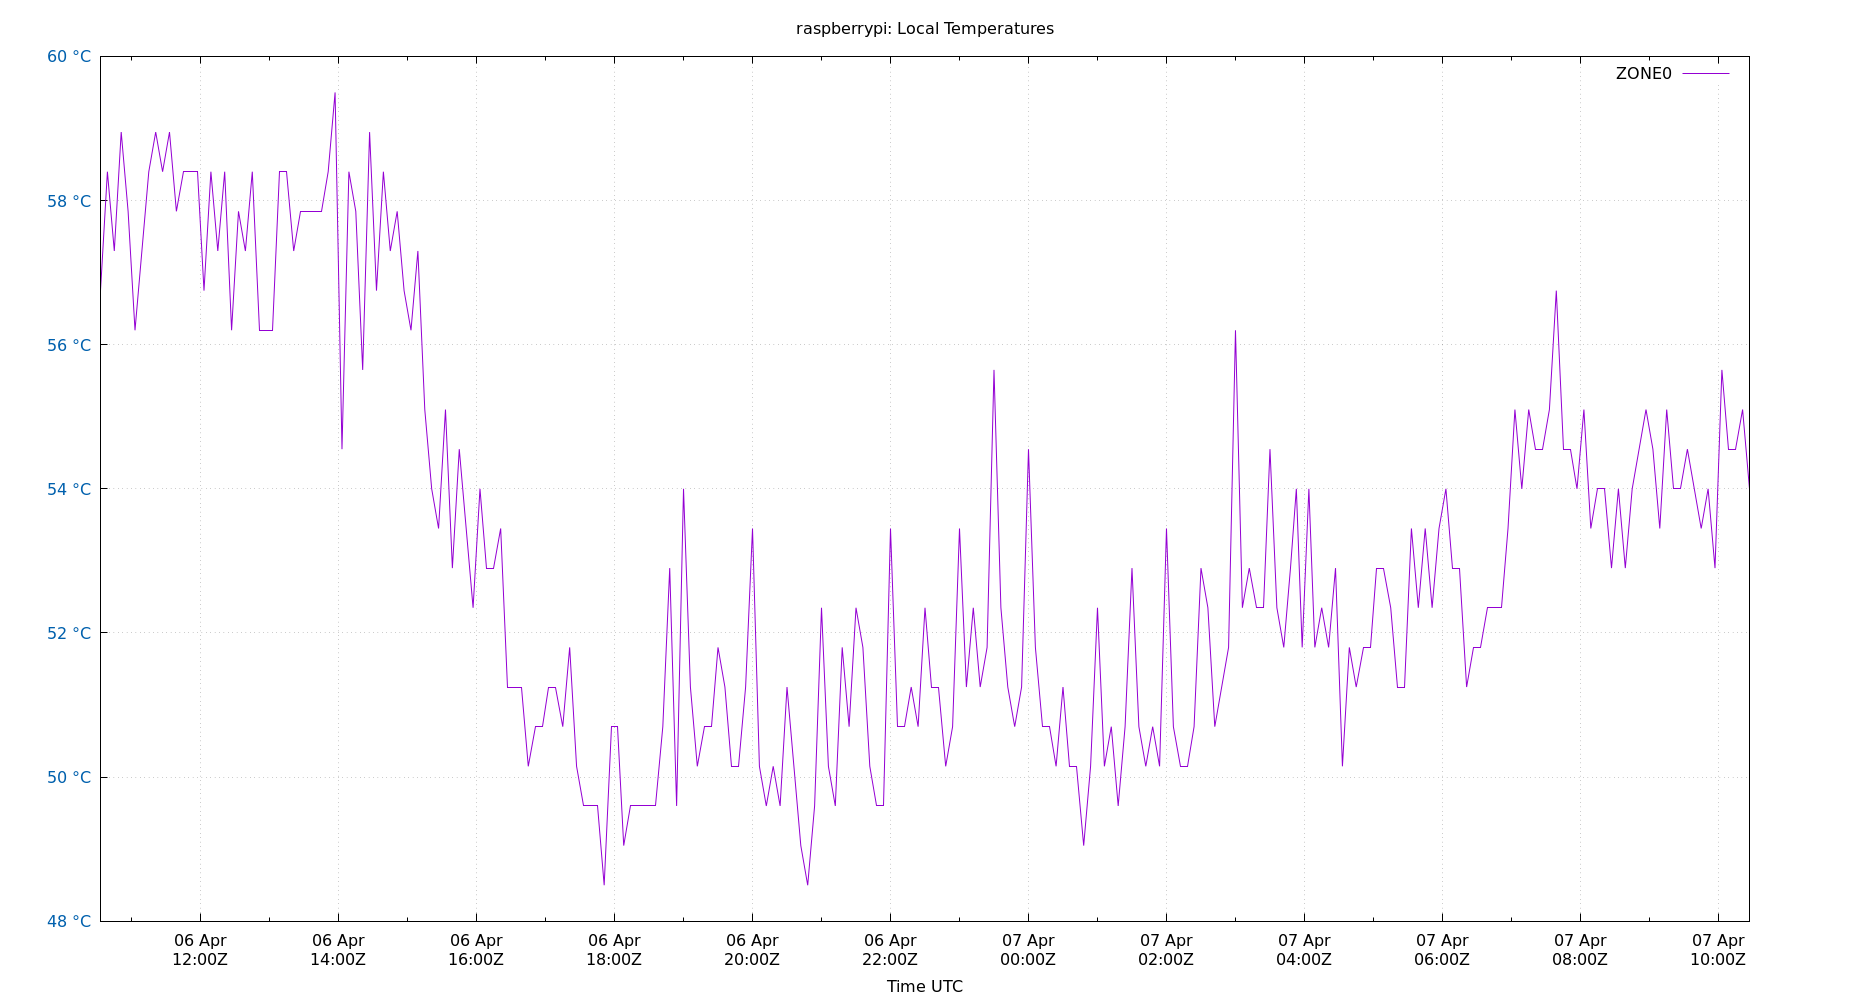 raspberrypi: Local Temperatures
60 °C
ZONE0
58 °C
56 °C
54 °C
52 °C
50 °C
48 °C
06 Apr 06 Apr 06 Apr 06 Apr 06 Apr 06 Apr 07 Apr 07 Apr 07 Apr 07 Apr 07 Apr 07 Apr
12:00Z 14:00Z 16:00Z 18:00Z 20:00Z 22:00Z 00:00Z 02:00Z 04:00Z 06:00Z 08:00Z 10:00Z
Time UTC